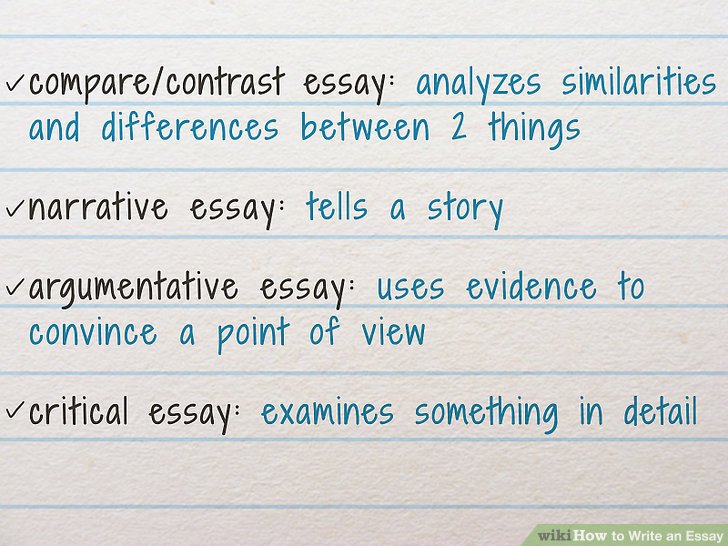 ✓compare/contrast essay: analyzes similarities
and differences between 2 things
✓narrative essay: tells a story
✓argumentative essay: uses evidence to
convince a point of view
✓critical essay: examines something in detail
wikiHow to Write an Essay